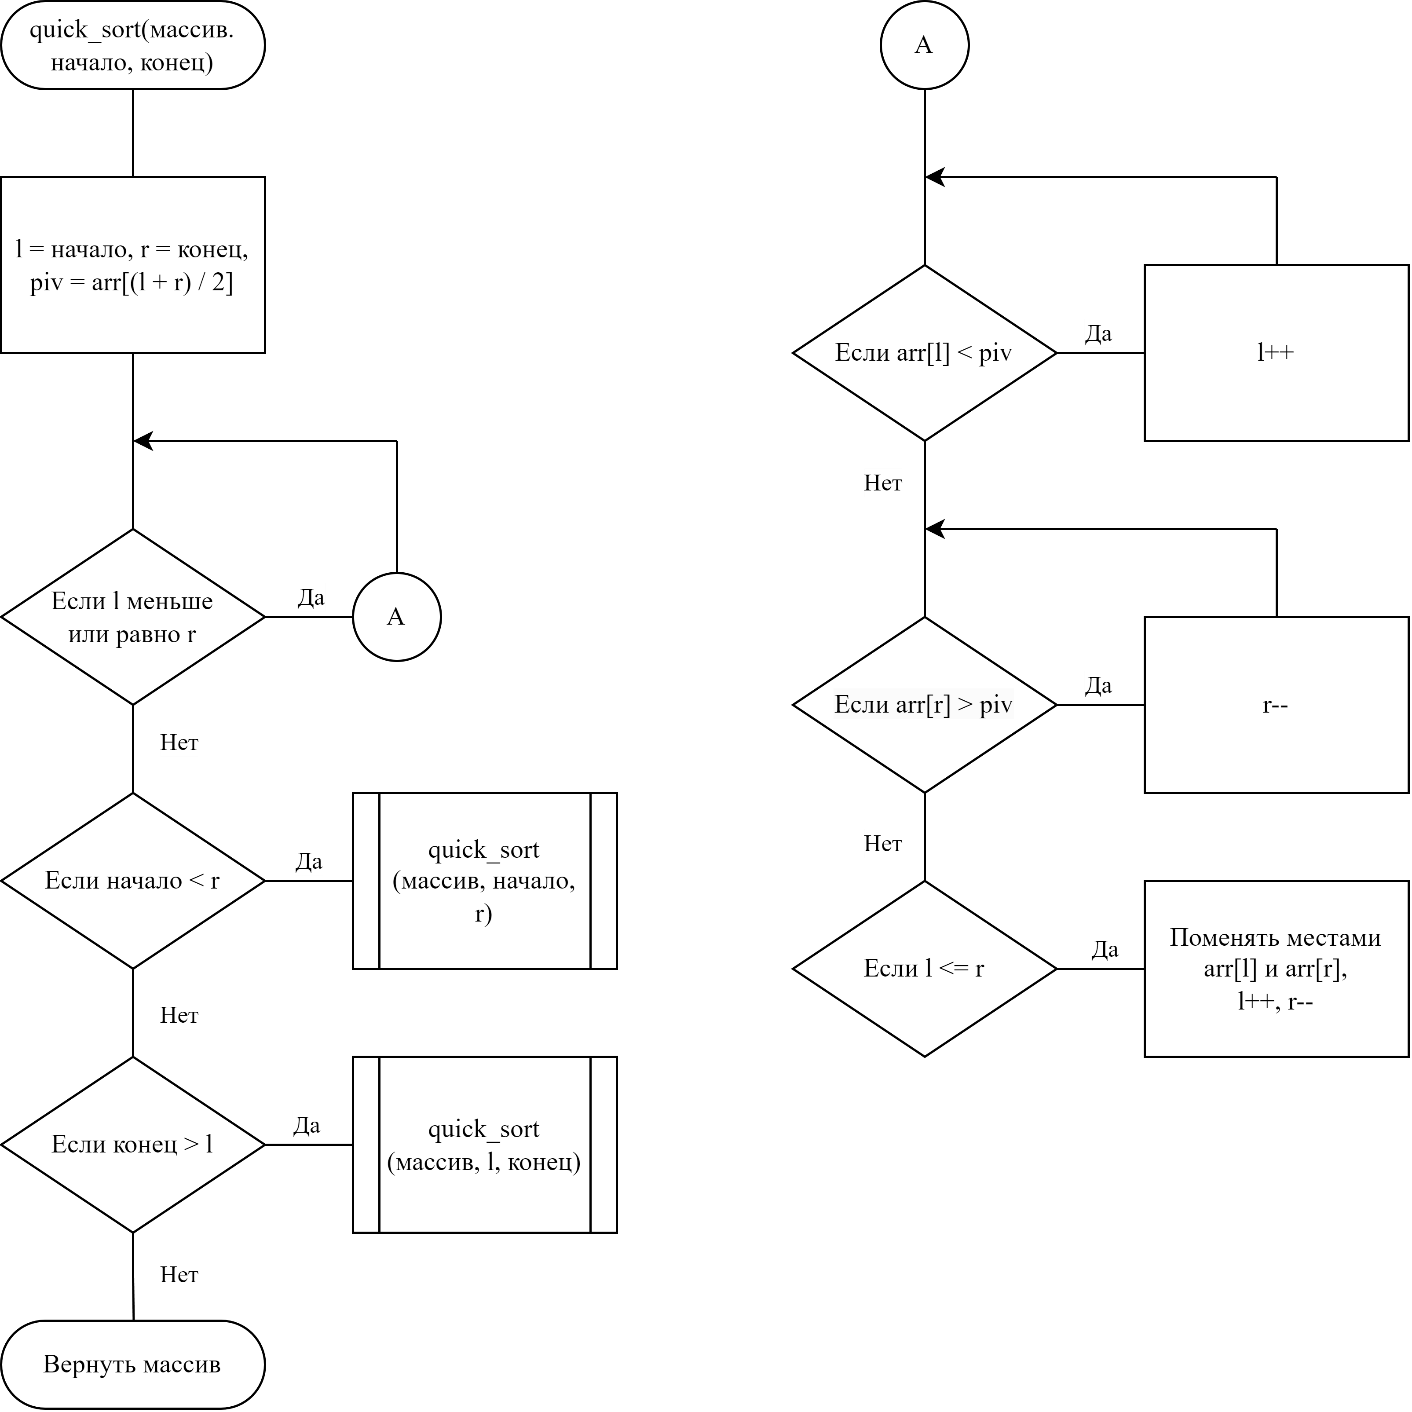 quick_sort(массив.
начало, конец)
l = начало, r = конец,
piv = arr[(l + r) / 2]
Если l меньше
или равно r
Да
A
Нет
Если начало < r
Да
quick_sort
(массив, начало,
r)
Нет
Если конец > l
Да
quick_sort
(массив, l, конец)
Нет
Вернуть массив
A
Если arr[l] < piv
Да
l++
Нет
Если arr[r] > piv
Да
r--
Нет
Если l <= r
Да
Поменять местами
arr[l] и arr[r],
l++, r--